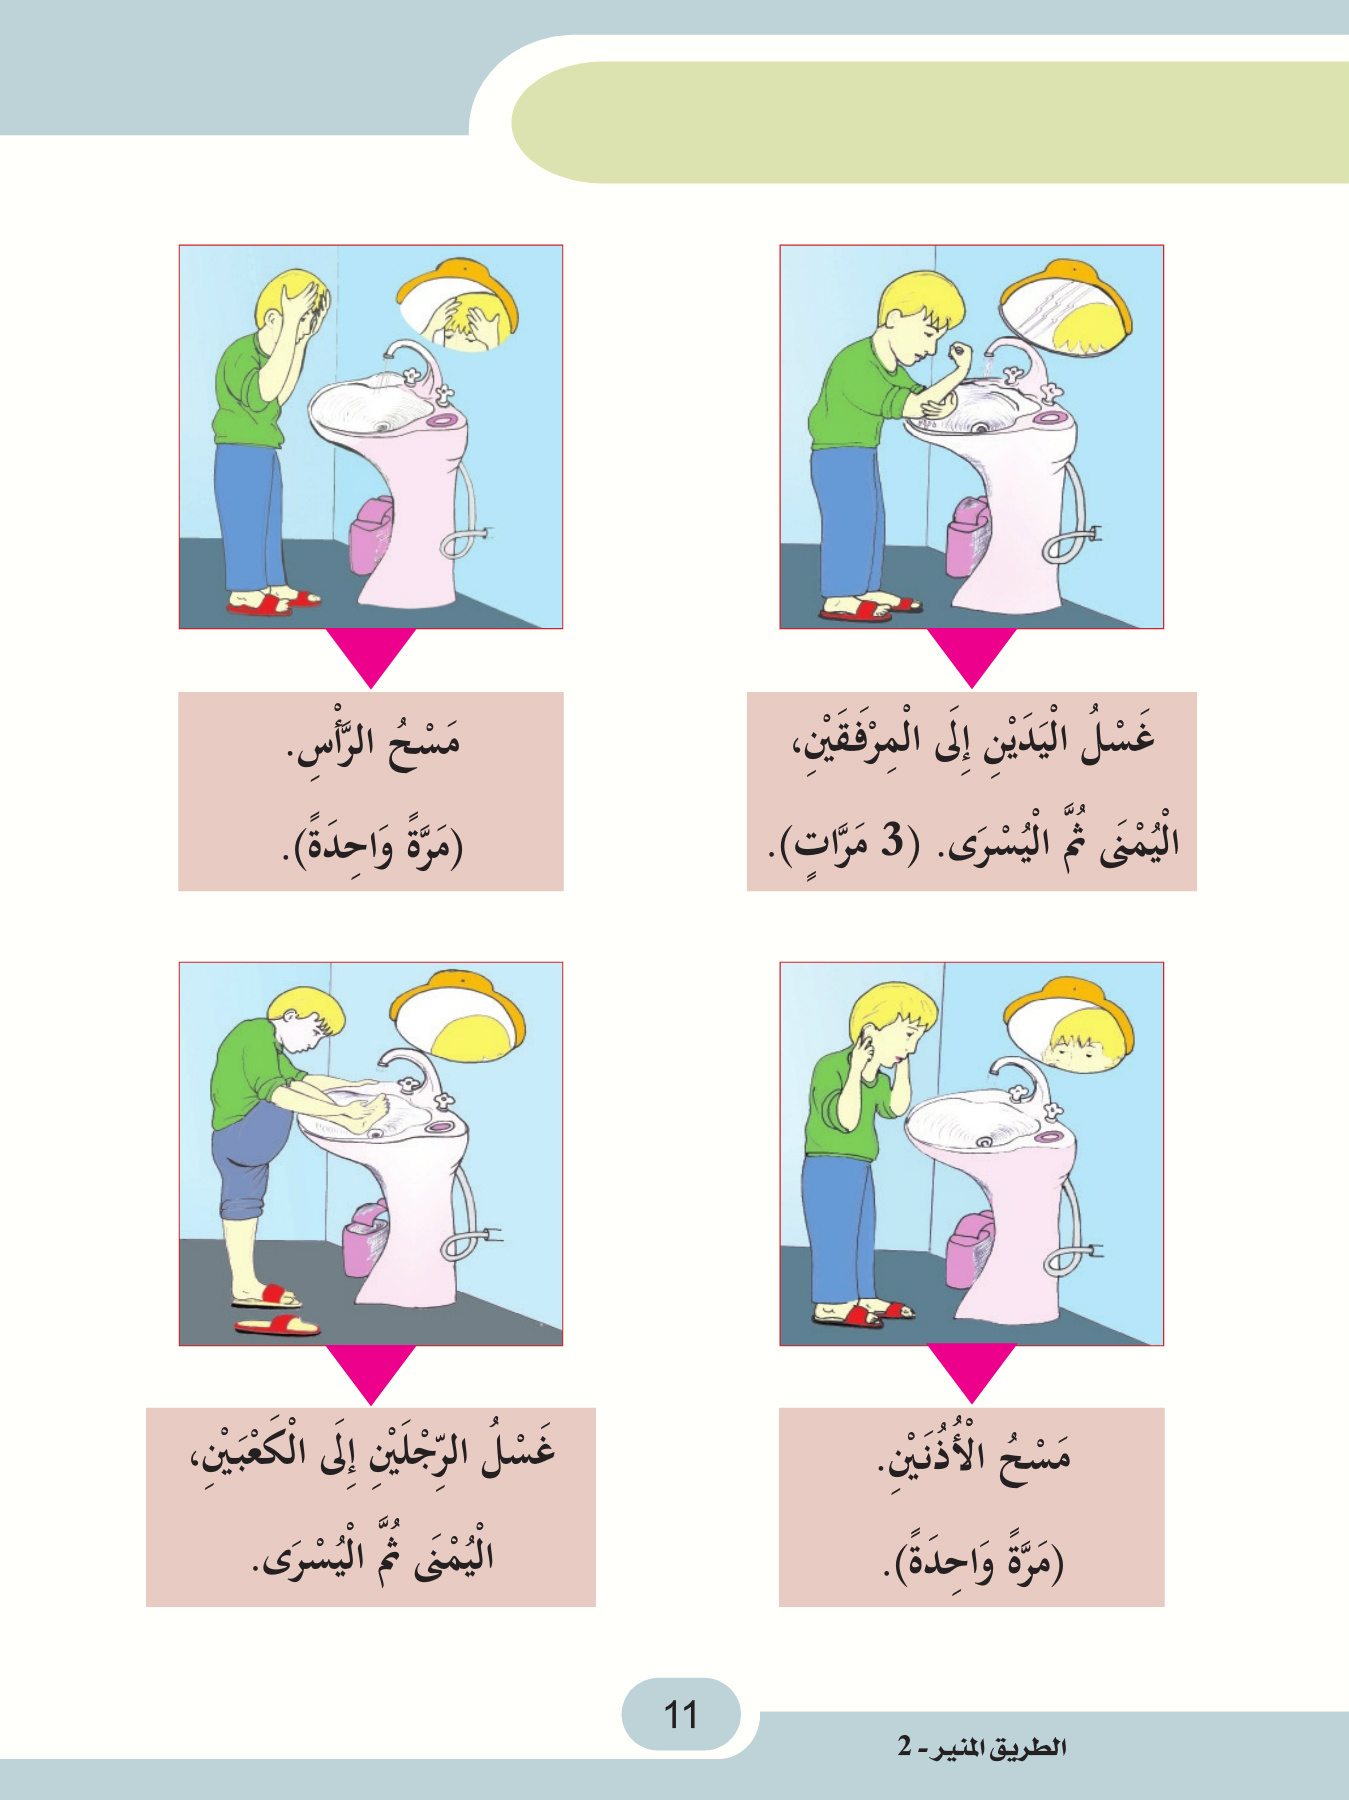 غَسْلُ الْيَدَيْنِ إِلَى الْمِرْفَقَيْنِ،
الْيُمْنَى ثُمَّ الْيُسْرَى. (3 مَرَّاتٍ).
مَسْحُ الرَّأْسِ.
(مَرَّةً وَاحِدَةً).
مَسْحُ الْأُذُنَيْنِ.
(مَرَّةً وَاحِدَةً).
غَسْلُ الرِّجْلَيْنِ إِلَى الْكَعْبَيْنِ،
الْيُمْنَى ثُمَّ الْيُسْرَى.
11
الطريق المنير - 2